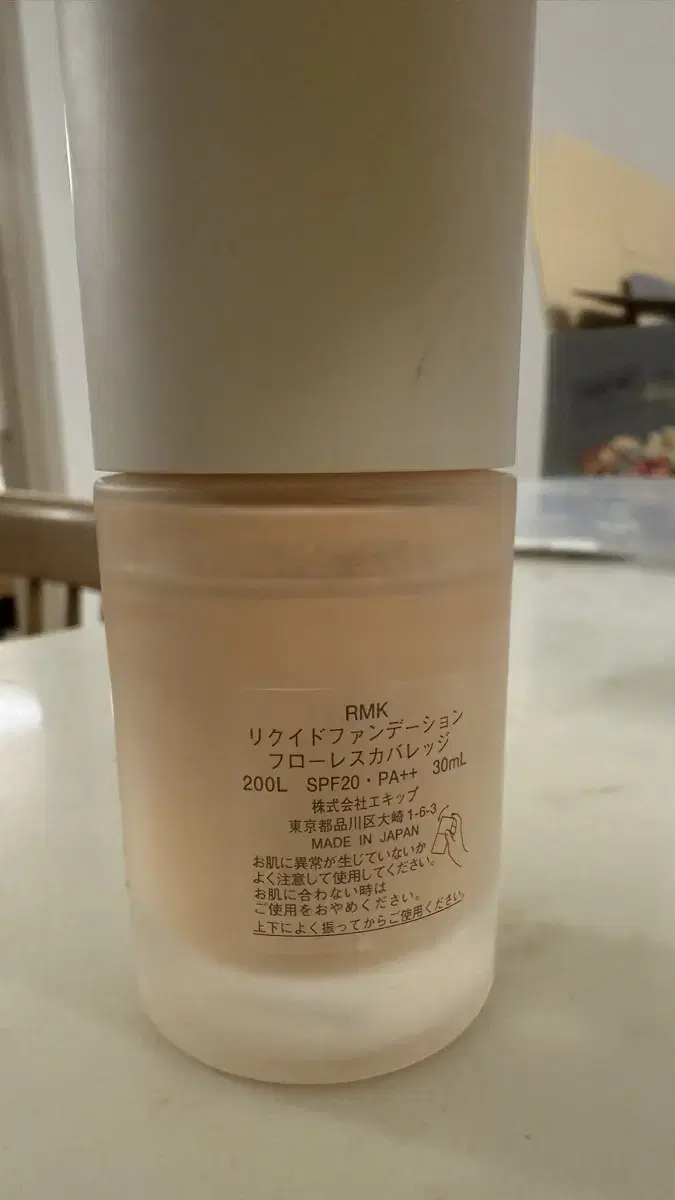 RMK
リクイドファンデーション
フローレスカバレッジ
200L SPF20・PA++ 30mL
株式会社エキップ
東京都品川区大崎1-6-3
MADE IN JAPAN
お肌に異常が生じていないか
よく注意して使用してください。
お肌に合わない時は
ご使用をおやめください。
上下によく振ってからご使用ください。